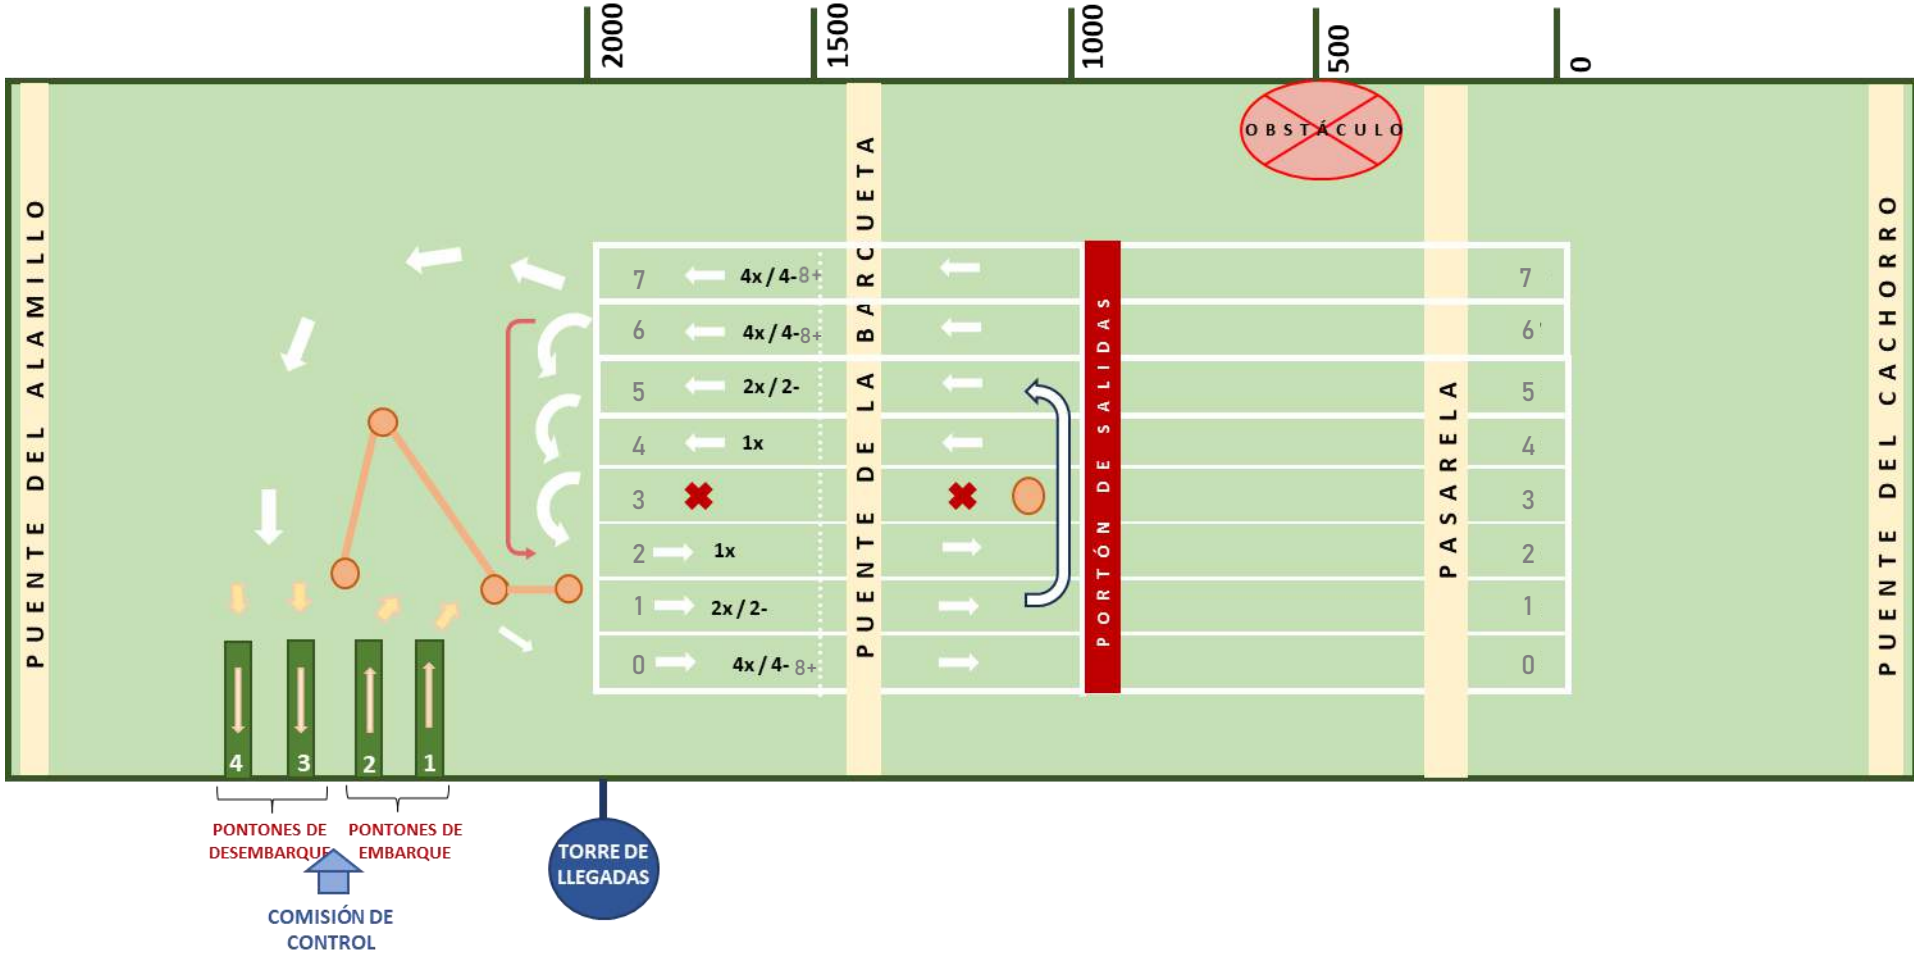 2000
1500
1000
500
0
OBSTÁCULO
PUENTE DEL ALAMILLO
PUENTE DE LA BARCUETA
PORTÓN DE SALIDAS
PASARELA
PUENTE DEL CACHORRO
7 4x / 4- 8+ 7
6 4x / 4- 8+ 6'
5 2x / 2- 5
4 1x 4
3 3
2 1x 2
1 2x / 2- 1
0 4x / 4- 8+ 0
4 3 2 1
PONTONES DE
DESEMBARQUE
PONTONES DE
EMBARQUE
TORRE DE
LLEGADAS
COMISIÓN DE
CONTROL